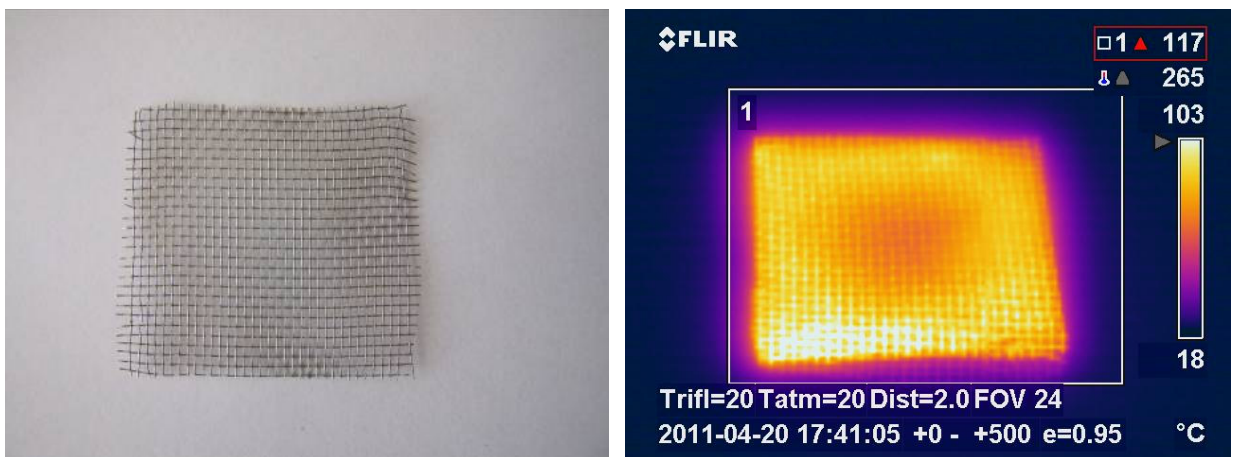 FLIR
1 117
265
1 103
18
Trifl=20 Tatm=20 Dist=2.0 FOV 24
2011-04-20 17:41:05 +0 - +500 e=0.95 °C